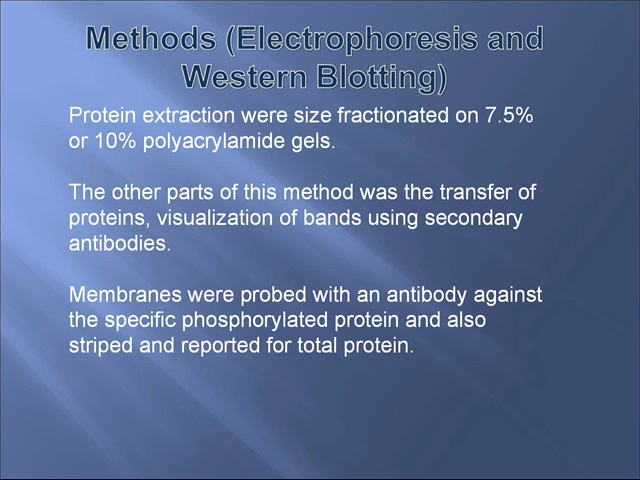 Methods (Electrophoresis and
Western Blotting)
Protein extraction were size fractionated on 7.5%
or 10% polyacrylamide gels.
The other parts of this method was the transfer of
proteins, visualization of bands using secondary
antibodies.
Membranes were probed with an antibody against
the specific phosphorylated protein and also
striped and reported for total protein.